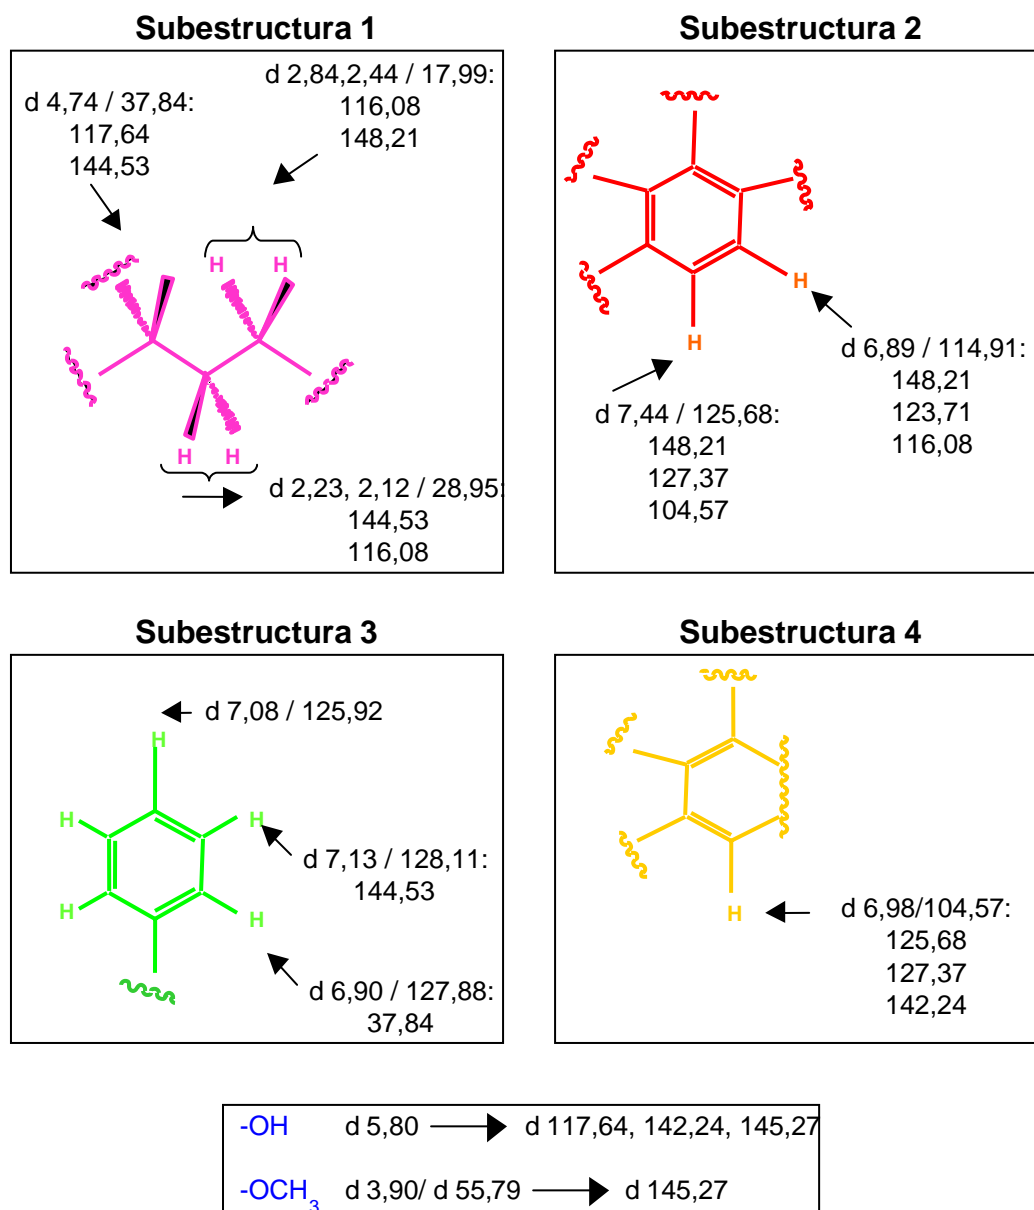 Subestructura 1
d 2,84,2,44 / 17,99:
116,08
148,21
d 4,74 / 37,84:
117,64
144,53
H H
H H
d 2,23, 2,12 / 28,95:
144,53
116,08
Subestructura 2
H
H
d 6,89 / 114,91:
148,21
123,71
116,08
d 7,44 / 125,68:
148,21
127,37
104,57
Subestructura 3
d 7,08 / 125,92
H
H H
d 7,13 / 128,11:
144,53
H H
d 6,90 / 127,88:
37,84
Subestructura 4
H
d 6,98/104,57:
125,68
127,37
142,24
-OH d 5,80 d 117,64, 142,24, 145,27
-OCH3 d 3,90/ d 55,79 d 145,27